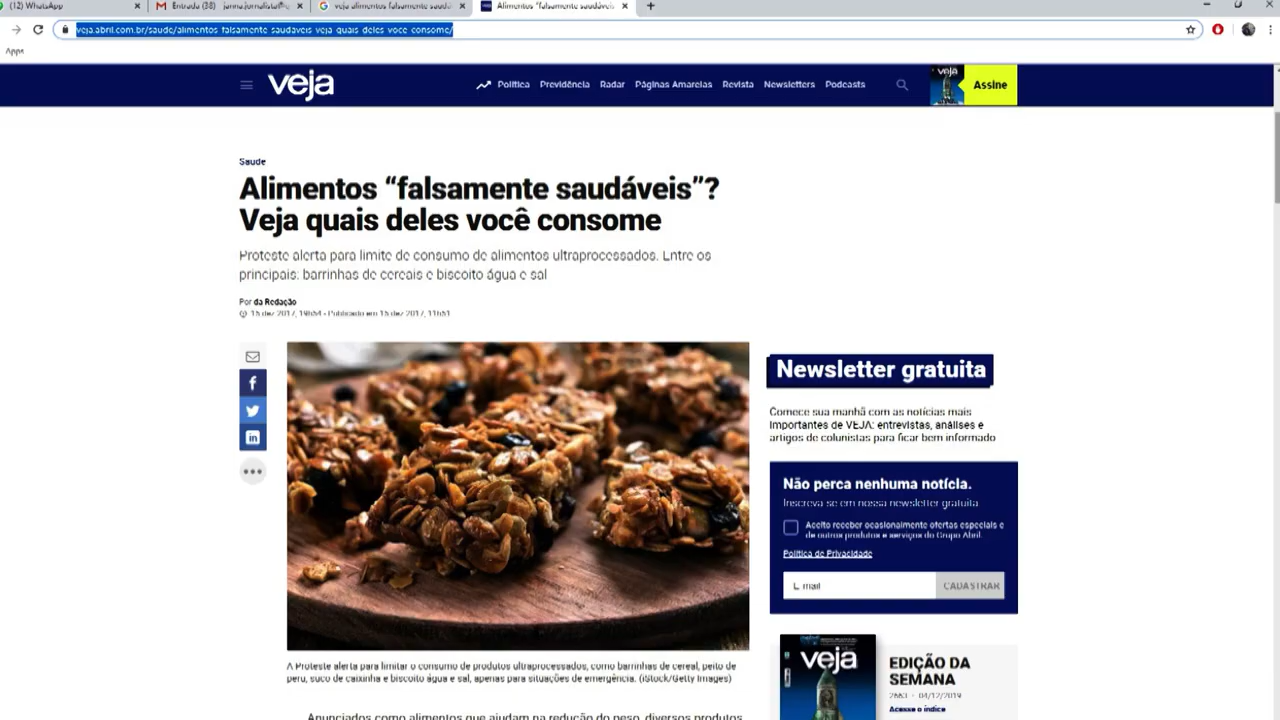 (12) WhatsApp
Entrada (38)
veja alimentos falsamente saudá
Alimentos "falsamente saudáveis
veja.abril.com.br/saude/alimentos-falsamente-saudaveis-veja-quais-deles-voce-consome/
Apps
veja
Política Previdência Radar Páginas Amarelas Revista Newsletters Podcasts
veja
Assine
Saúde
Alimentos “falsamente saudáveis”?
Veja quais deles você consome
Proteste alerta para limite de consumo de alimentos ultraprocessados. Entre os
principais: barrinhas de cereais e biscoito água e sal
Por da Redação
15 dez 2017, 19h54 - Publicado em 15 dez 2017, 11h51
Newsletter gratuita
Comece sua manhã com as notícias mais
importantes de VEJA: entrevistas, análises e
artigos de colunistas para ficar bem informado
Não perca nenhuma notícia.
Inscreva-se em nossa newsletter gratuita
Aceito receber ocasionalmente ofertas especiais e
de outros produtos e serviços do Grupo Abril.
Política de Privacidade
E-mail
CADASTRAR
A Proteste alerta para limitar o consumo de produtos ultraprocessados, como barrinhas de cereal, peito de
peru, suco de caixinha e biscoito água e sal, apenas para situações de emergência. (iStock/Getty Images)
veja
EDIÇÃO DA
SEMANA
2663 - 04/12/2019
Acesse o índice
Anunciados como alimentos que ajudam na redução do peso, diversos produtos